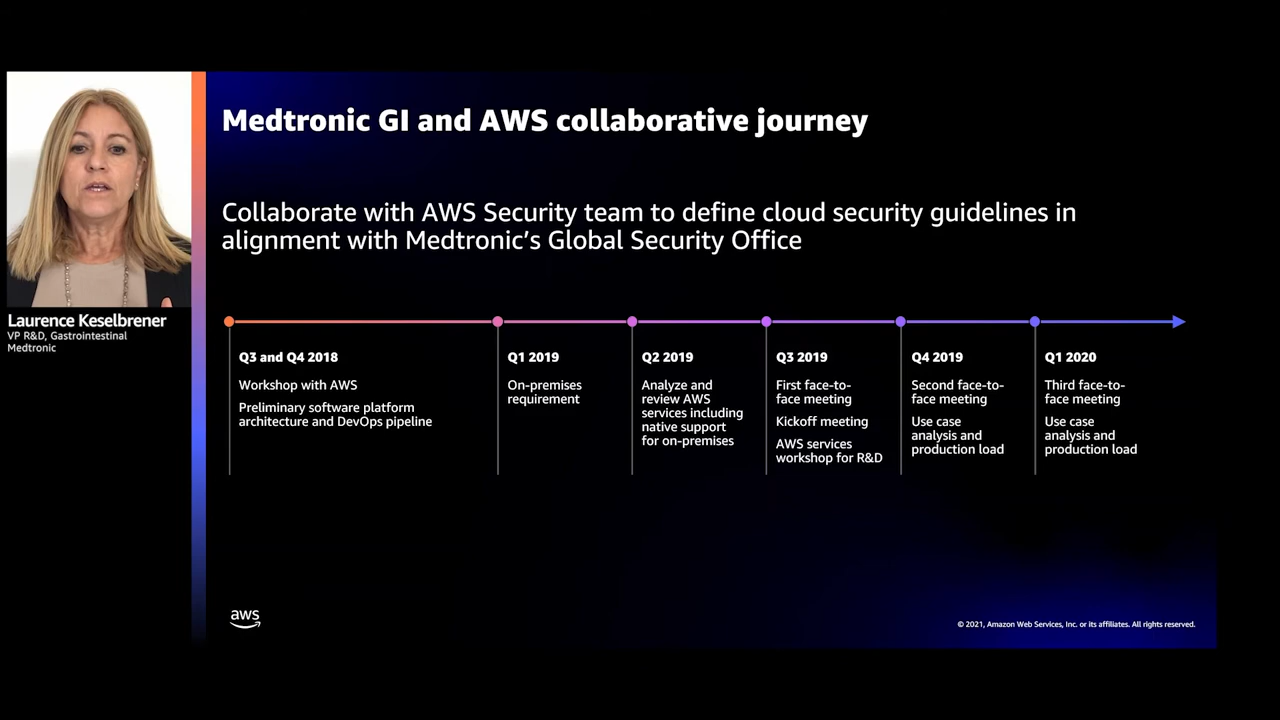 Medtronic GI and AWS collaborative journey
Collaborate with AWS Security team to define cloud security guidelines in
alignment with Medtronic's Global Security Office
Laurence Keselbrener
VP R&D, Gastrointestinal
Medtronic
Q3 and Q4 2018
Workshop with AWS
Preliminary software platform
architecture and DevOps pipeline
Q1 2019
On-premises
requirement
Q2 2019
Analyze and
review AWS
services including
native support
for on-premises
Q3 2019
First face-to-
face meeting
Kickoff meeting
AWS services
workshop for R&D
Q4 2019
Second face-to-
face meeting
Use case
analysis and
production load
Q1 2020
Third face-to-
face meeting
Use case
analysis and
production load
aws
© 2021, Amazon Web Services, Inc. or its affiliates. All rights reserved.